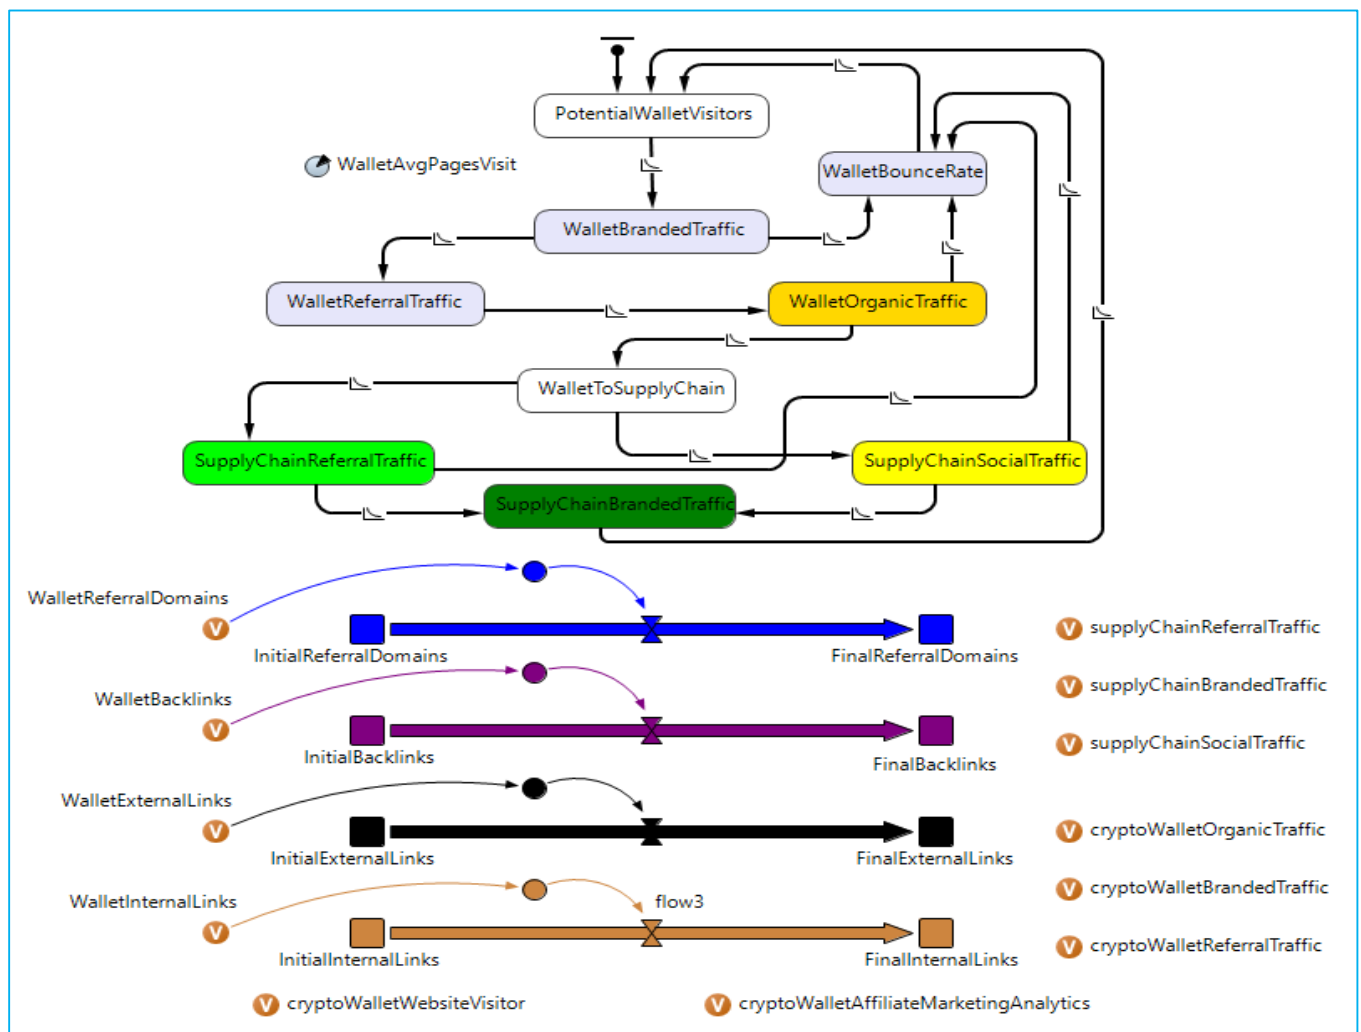 PotentialWalletVisitors
WalletAvgPagesVisit
WalletBounceRate
WalletBrandedTraffic
WalletReferralTraffic
WalletOrganicTraffic
WalletToSupplyChain
SupplyChainReferralTraffic
SupplyChainSocialTraffic
SupplyChainBrandedTraffic
WalletReferralDomains
V
InitialReferralDomains
FinalReferralDomains
V supplyChainReferralTraffic
WalletBacklinks
V
InitialBacklinks
FinalBacklinks
V supplyChainBrandedTraffic
V supplyChainSocialTraffic
WalletExternalLinks
V
InitialExternalLinks
FinalExternalLinks
V cryptoWalletOrganicTraffic
WalletInternalLinks
V
flow3
InitialInternalLinks
FinalInternalLinks
V cryptoWalletBrandedTraffic
V cryptoWalletReferralTraffic
V cryptoWalletWebsiteVisitor
V cryptoWalletAffiliateMarketingAnalytics